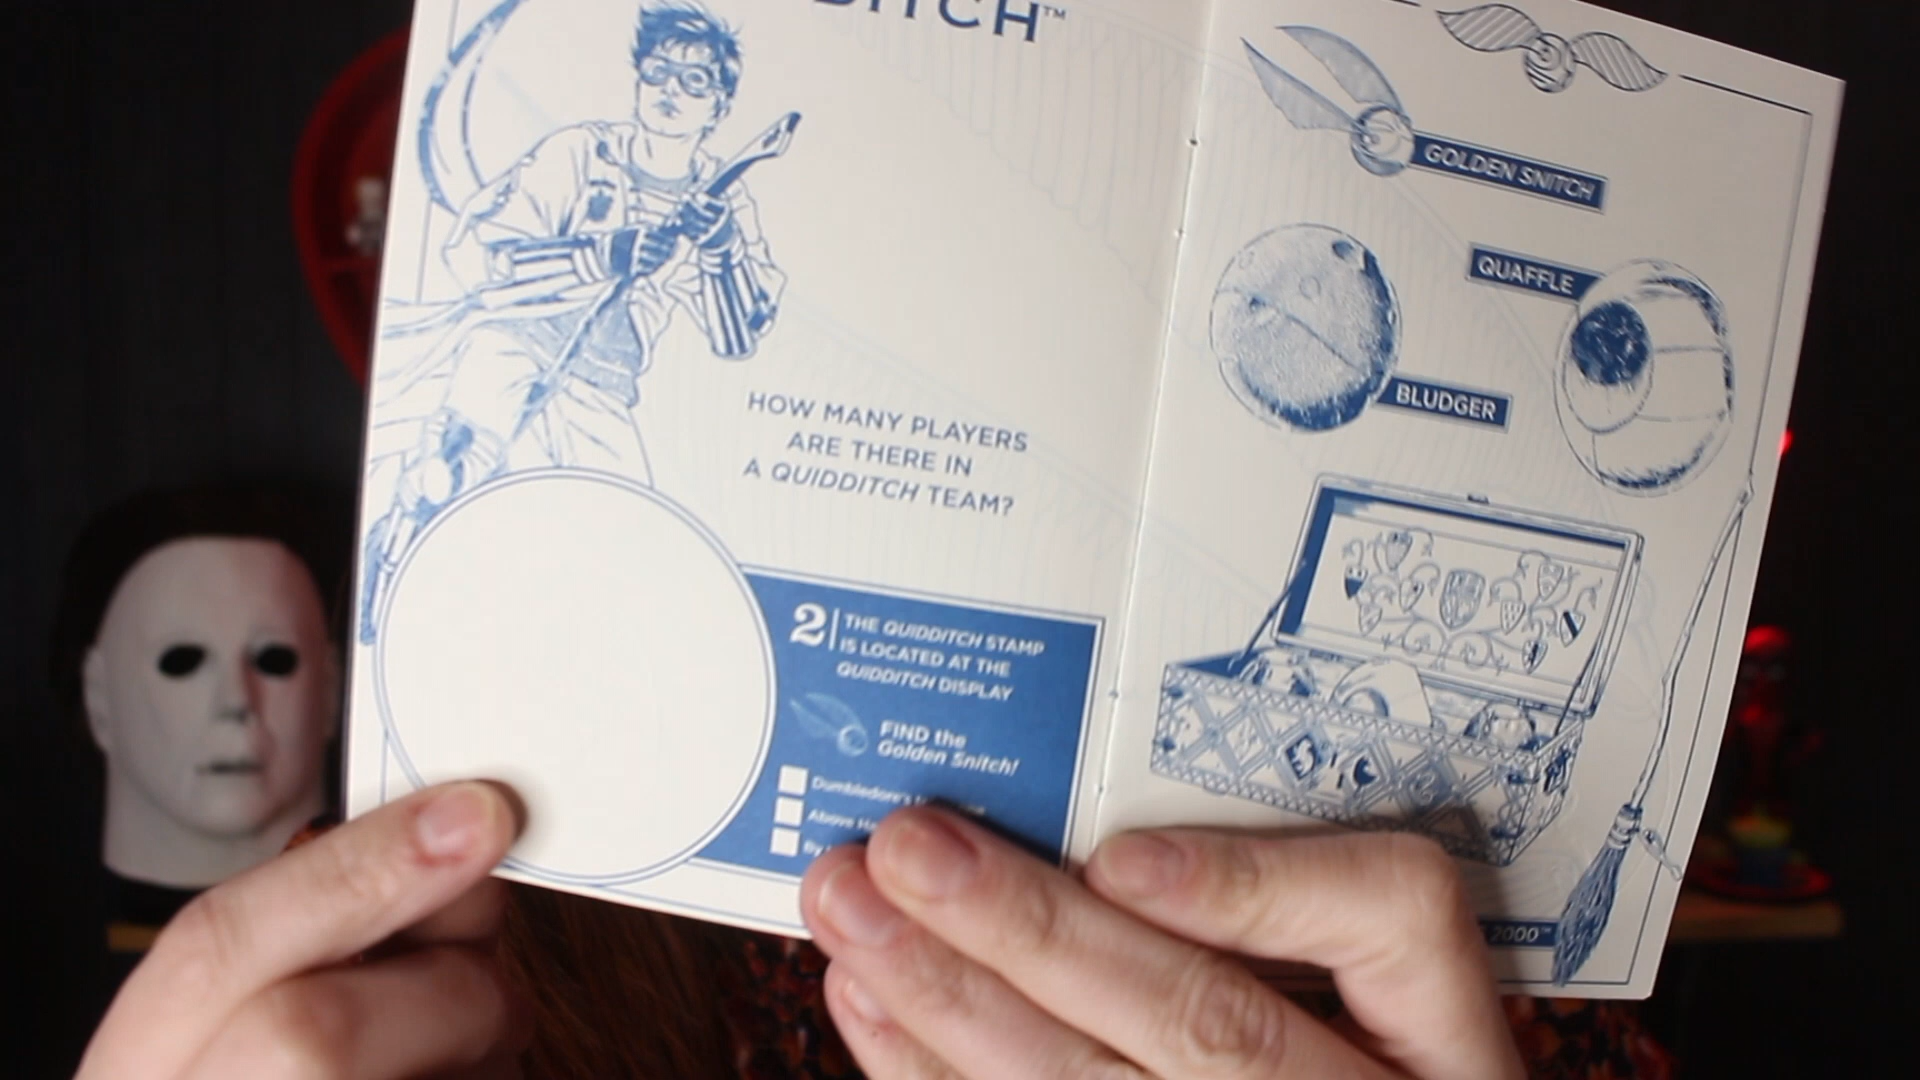 DITCH™
HOW MANY PLAYERS
ARE THERE IN
A QUIDDITCH TEAM?
2
THE QUIDDITCH STAMP
IS LOCATED AT THE
QUIDDITCH DISPLAY
FIND the
Golden Snitch!
Dumbledore's
Above
By
GOLDEN SNITCH
QUAFFLE
BLUDGER
2000™